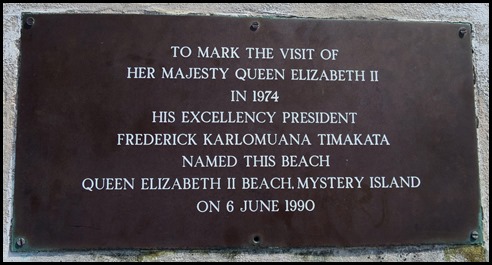 TO MARK THE VISIT OF
HER MAJESTY QUEEN ELIZABETH II
IN 1974
HIS EXCELLENCY PRESIDENT
FREDERICK KARLOMUANA TIMAKATA
NAMED THIS BEACH
QUEEN ELIZABETH II BEACH, MYSTERY ISLAND
ON 6 JUNE 1990